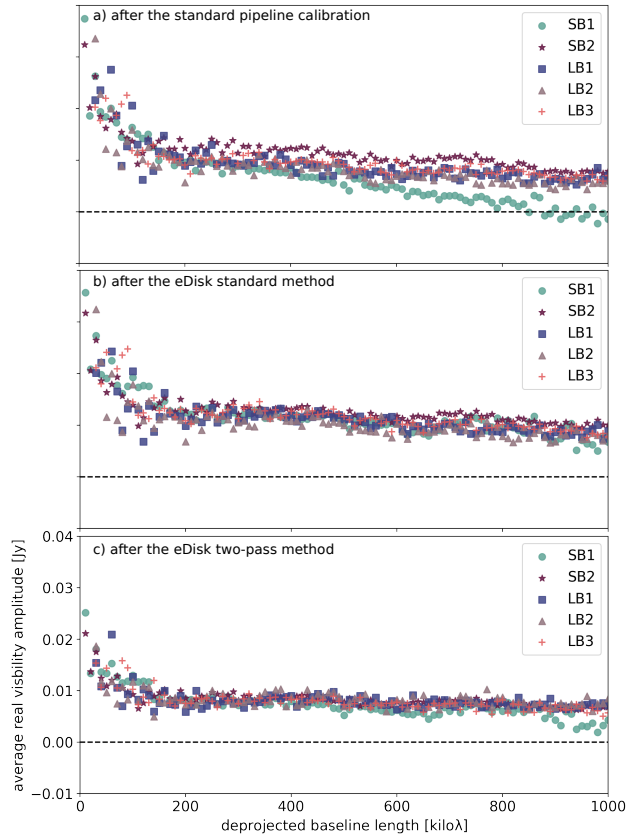 a) after the standard pipeline calibration
SB1
SB2
LB1
LB2
LB3
b) after the eDisk standard method
SB1
SB2
LB1
LB2
LB3
c) after the eDisk two-pass method
SB1
SB2
LB1
LB2
LB3
average real visbility amplitude [Jy]
0.04
0.03
0.02
0.01
0.00
−0.01
0 200 400 600 800 1000
deprojected baseline length [kiloλ]